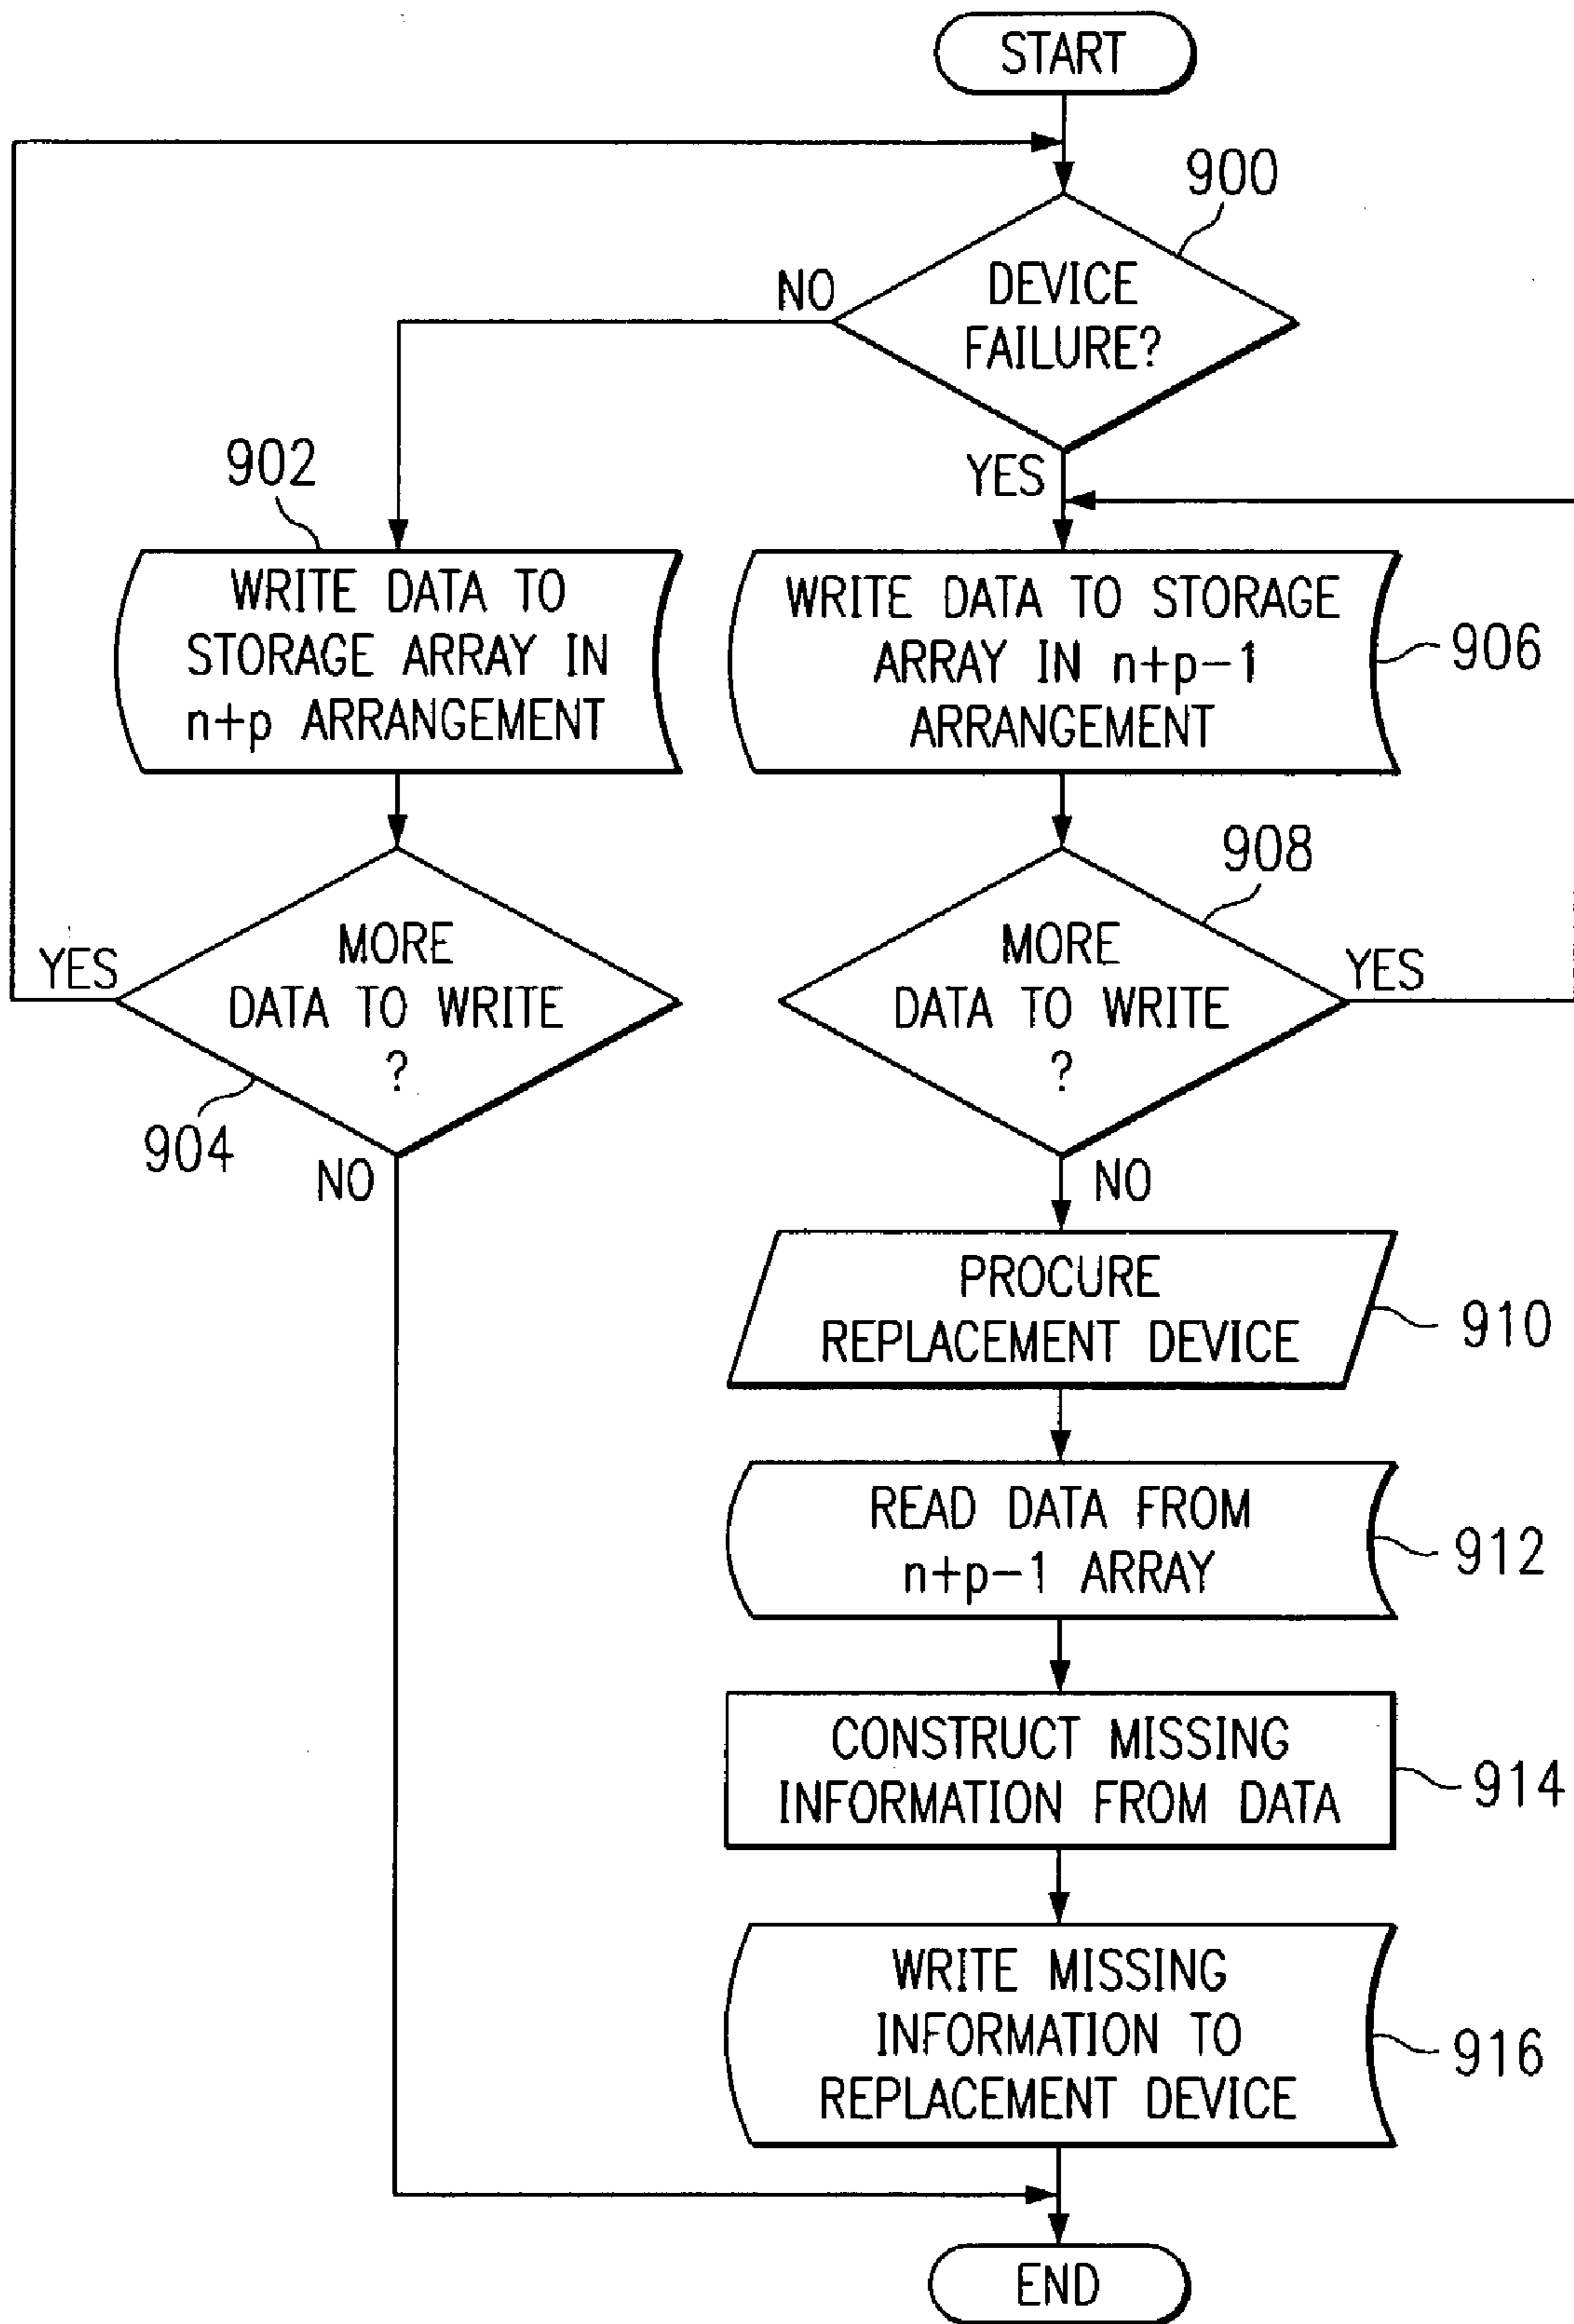 START
900
DEVICE
FAILURE?
NO
YES
902
WRITE DATA TO
STORAGE ARRAY IN
n+p ARRANGEMENT
WRITE DATA TO STORAGE
ARRAY IN n+p-1
ARRANGEMENT
906
MORE
DATA TO WRITE
?
YES
904
NO
908
MORE
DATA TO WRITE
?
YES
NO
PROCURE
REPLACEMENT DEVICE
910
READ DATA FROM
n+p-1 ARRAY
912
CONSTRUCT MISSING
INFORMATION FROM DATA
914
WRITE MISSING
INFORMATION TO
REPLACEMENT DEVICE
916
END